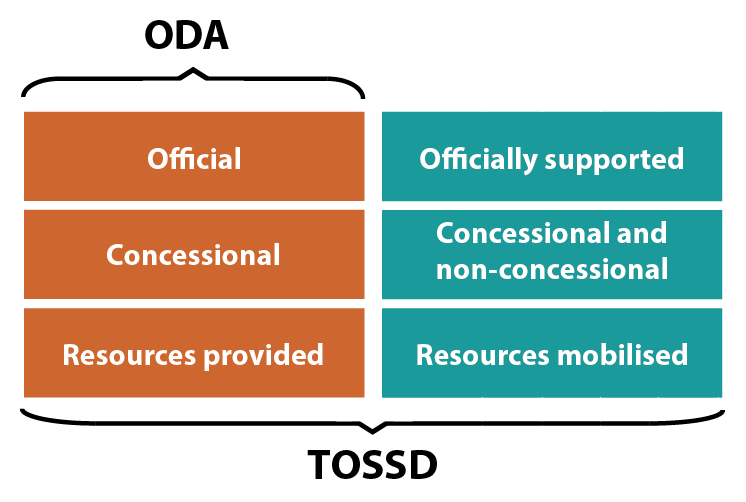 ODA
Official
Officially supported
Concessional
Concessional and
non-concessional
Resources provided
Resources mobilised
TOSSD